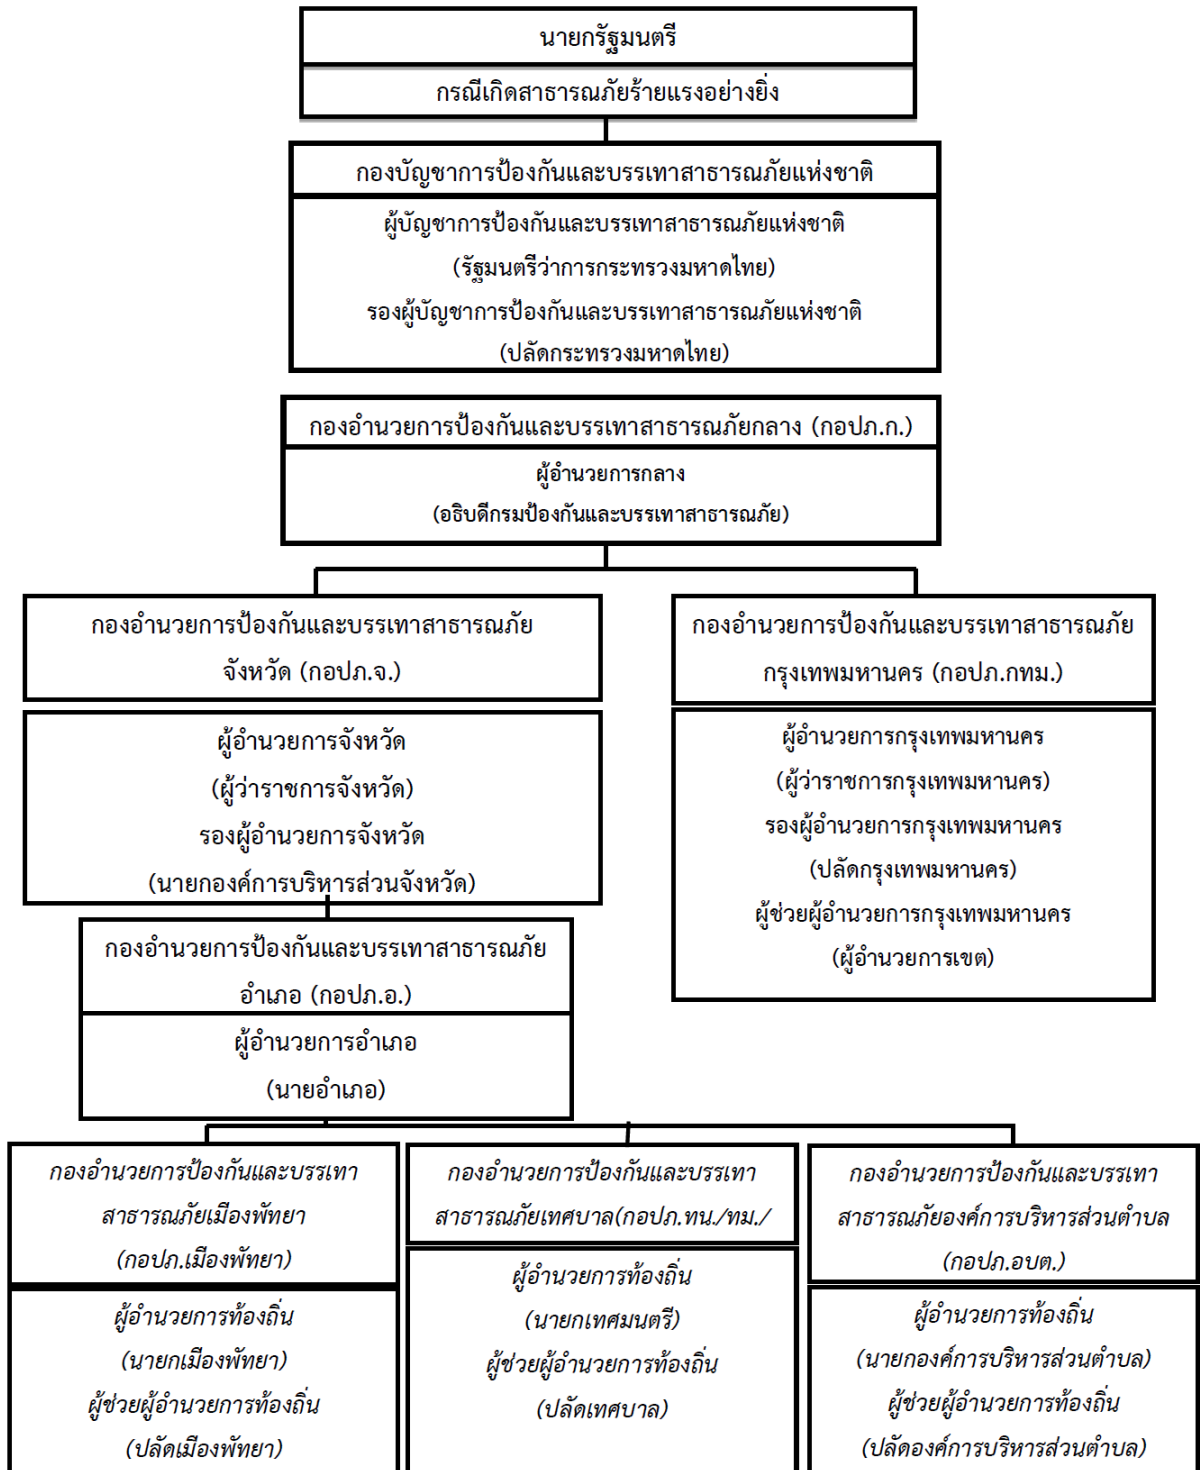 นายกรัฐมนตรี
กรณีเกิดสาธารณภัยร้ายแรงอย่างยิ่ง
กองบัญชาการป้องกันและบรรเทาสาธารณภัยแห่งชาติ
ผู้บัญชาการป้องกันและบรรเทาสาธารณภัยแห่งชาติ
(รัฐมนตรีว่าการกระทรวงมหาดไทย)
รองผู้บัญชาการป้องกันและบรรเทาสาธารณภัยแห่งชาติ
(ปลัดกระทรวงมหาดไทย)
กองอำนวยการป้องกันและบรรเทาสาธารณภัยกลาง (กอปภ.ก.)
ผู้อำนวยการกลาง
(อธิบดีกรมป้องกันและบรรเทาสาธารณภัย)
กองอำนวยการป้องกันและบรรเทาสาธารณภัย
จังหวัด (กอปภ.จ.)
ผู้อำนวยการจังหวัด
(ผู้ว่าราชการจังหวัด)
รองผู้อำนวยการจังหวัด
(นายกองค์การบริหารส่วนจังหวัด)
กองอำนวยการป้องกันและบรรเทาสาธารณภัย
กรุงเทพมหานคร (กอปภ.กทม.)
ผู้อำนวยการกรุงเทพมหานคร
(ผู้ว่าราชการกรุงเทพมหานคร)
รองผู้อำนวยการกรุงเทพมหานคร
(ปลัดกรุงเทพมหานคร)
ผู้ช่วยผู้อำนวยการกรุงเทพมหานคร
(ผู้อำนวยการเขต)
กองอำนวยการป้องกันและบรรเทาสาธารณภัย
อำเภอ (กอปภ.อ.)
ผู้อำนวยการอำเภอ
(นายอำเภอ)
กองอำนวยการป้องกันและบรรเทา
สาธารณภัยเมืองพัทยา
(กอปภ.เมืองพัทยา)
ผู้อำนวยการท้องถิ่น
(นายกเมืองพัทยา)
ผู้ช่วยผู้อำนวยการท้องถิ่น
(ปลัดเมืองพัทยา)
กองอำนวยการป้องกันและบรรเทา
สาธารณภัยเทศบาล(กอปภ.ทน./ทม./
ผู้อำนวยการท้องถิ่น
(นายกเทศมนตรี)
ผู้ช่วยผู้อำนวยการท้องถิ่น
(ปลัดเทศบาล)
กองอำนวยการป้องกันและบรรเทา
สาธารณภัยองค์การบริหารส่วนตำบล
(กอปภ.อบต.)
ผู้อำนวยการท้องถิ่น
(นายกองค์การบริหารส่วนตำบล)
ผู้ช่วยผู้อำนวยการท้องถิ่น
(ปลัดองค์การบริหารส่วนตำบล)